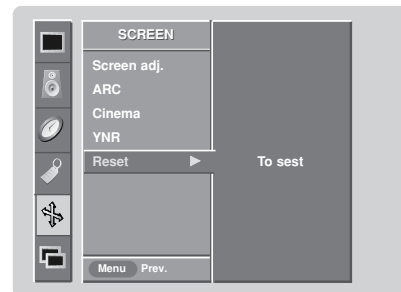 SCREEN
Screen adj.
ARC
Cinema
YNR
Reset ▶ To sest
Menu Prev.